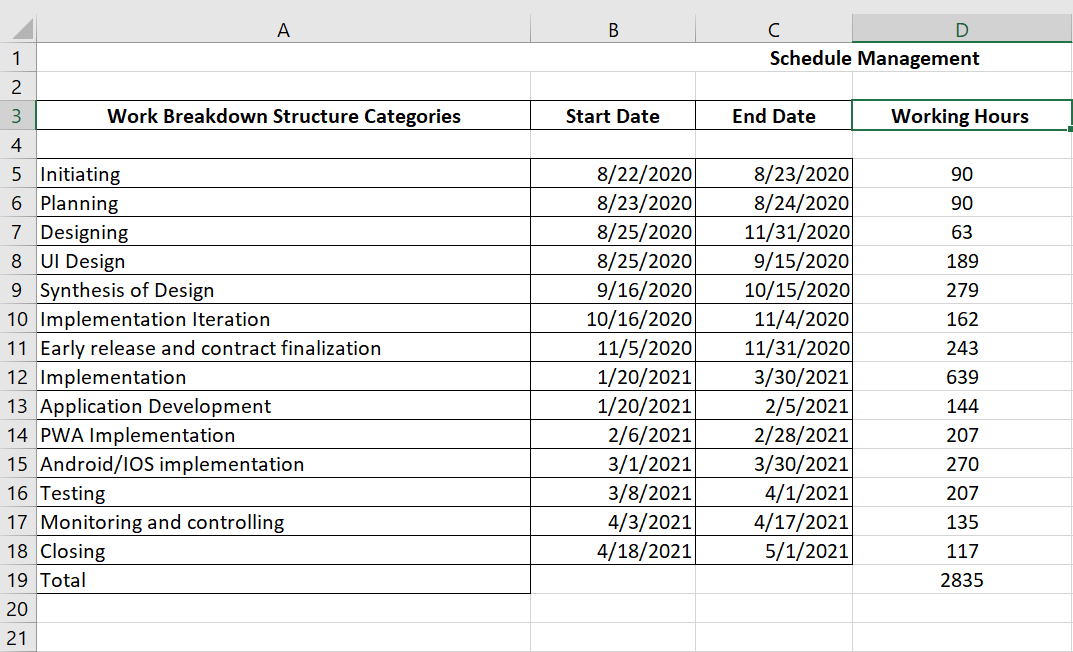 A B C D
1 Schedule Management
2
3 Work Breakdown Structure Categories Start Date End Date Working Hours
4
5 Initiating 8/22/2020 8/23/2020 90
6 Planning 8/23/2020 8/24/2020 90
7 Designing 8/25/2020 11/31/2020 63
8 UI Design 8/25/2020 9/15/2020 189
9 Synthesis of Design 9/16/2020 10/15/2020 279
10 Implementation Iteration 10/16/2020 11/4/2020 162
11 Early release and contract finalization 11/5/2020 11/31/2020 243
12 Implementation 1/20/2021 3/30/2021 639
13 Application Development 1/20/2021 2/5/2021 144
14 PWA Implementation 2/6/2021 2/28/2021 207
15 Android/IOS implementation 3/1/2021 3/30/2021 270
16 Testing 3/8/2021 4/1/2021 207
17 Monitoring and controlling 4/3/2021 4/17/2021 135
18 Closing 4/18/2021 5/1/2021 117
19 Total 2835
20
21